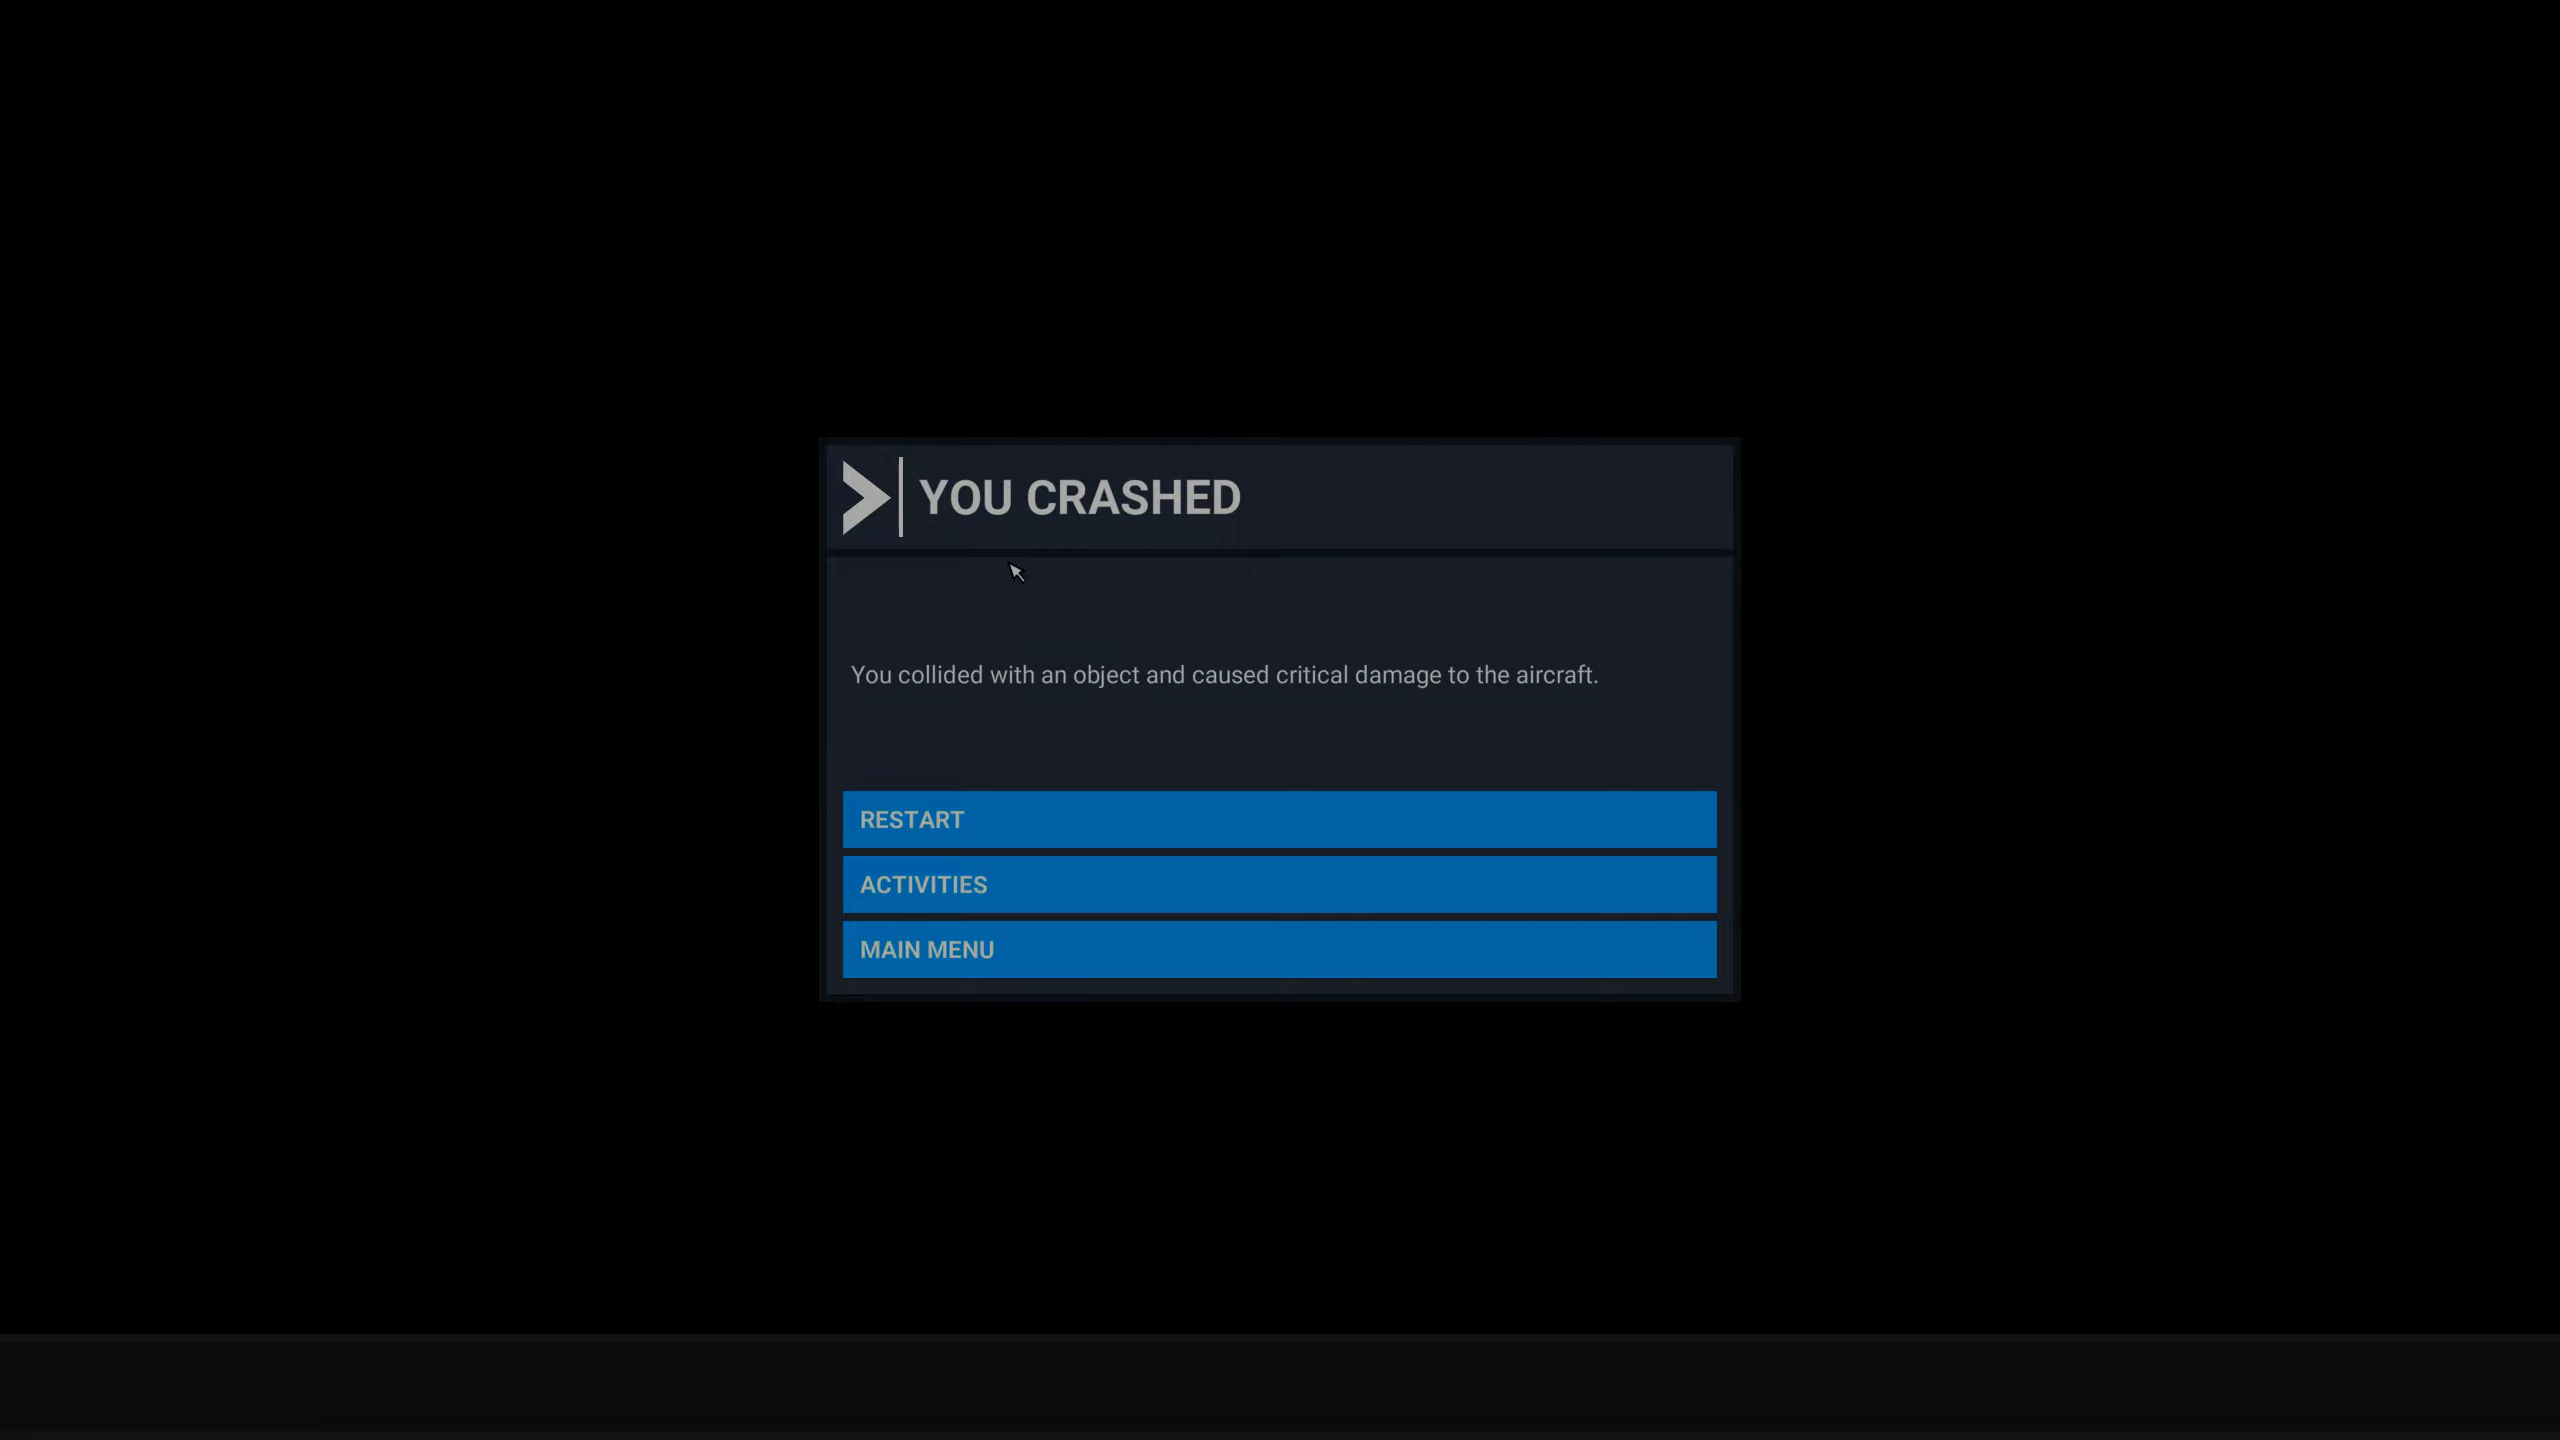 YOU CRASHED
You collided with an object and caused critical damage to the aircraft.
RESTART
ACTIVITIES
MAIN MENU